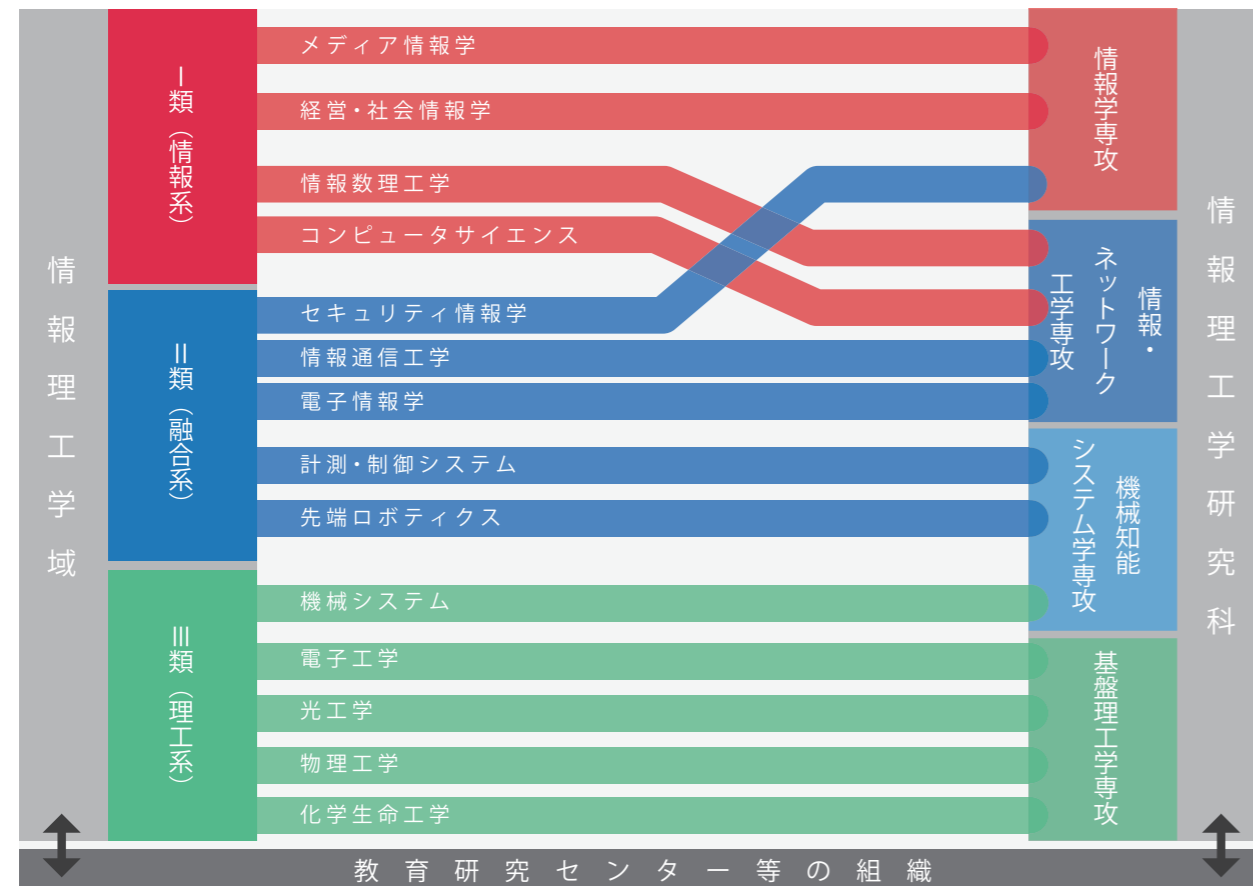 情報理工学域
Ⅰ類（情報系）
メディア情報学
経営・社会情報学
情報数理工学
コンピュータサイエンス
Ⅱ類（融合系）
セキュリティ情報学
情報通信工学
電子情報学
計測・制御システム
先端ロボティクス
Ⅲ類（理工系）
機械システム
電子工学
光工学
物理工学
化学生命工学
情報学専攻
情報・
ネットワーク
工学専攻
機械知能
システム学専攻
基盤理工学専攻
情報理工学研究科
教育研究センター等の組織